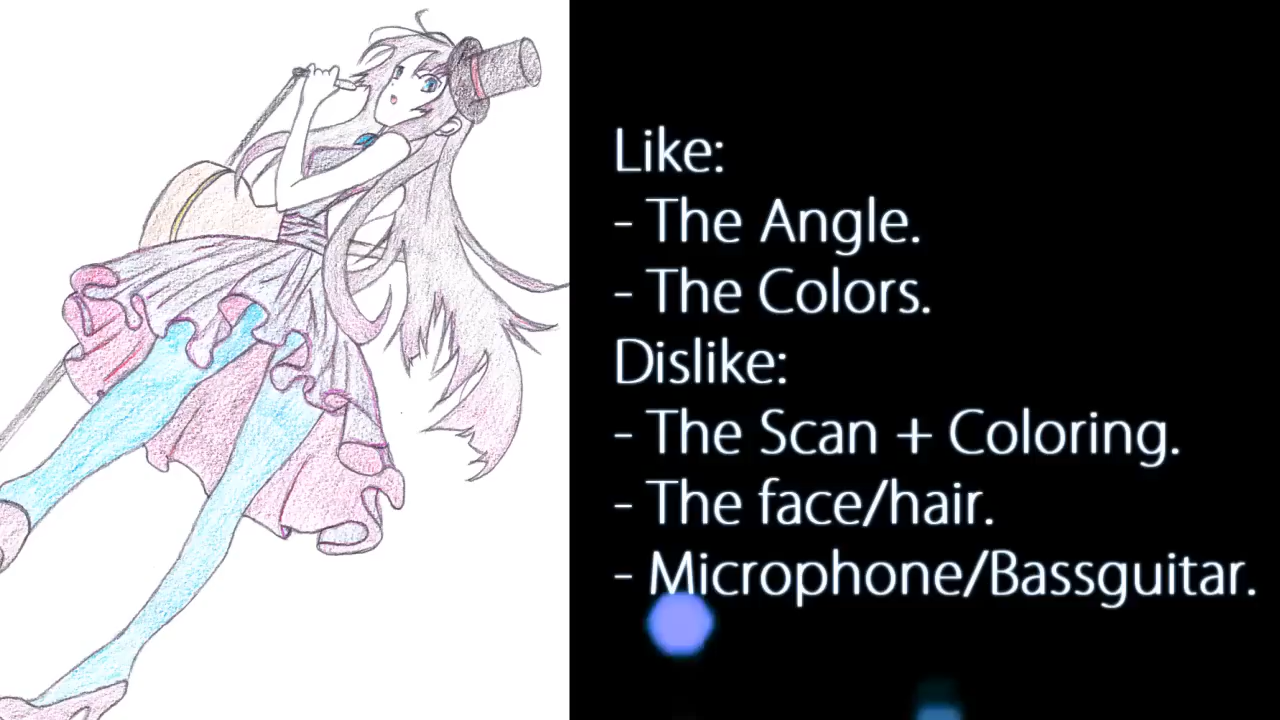 Like:
- The Angle.
- The Colors.
Dislike:
- The Scan + Coloring.
- The face/hair.
- Microphone/Bassguitar.